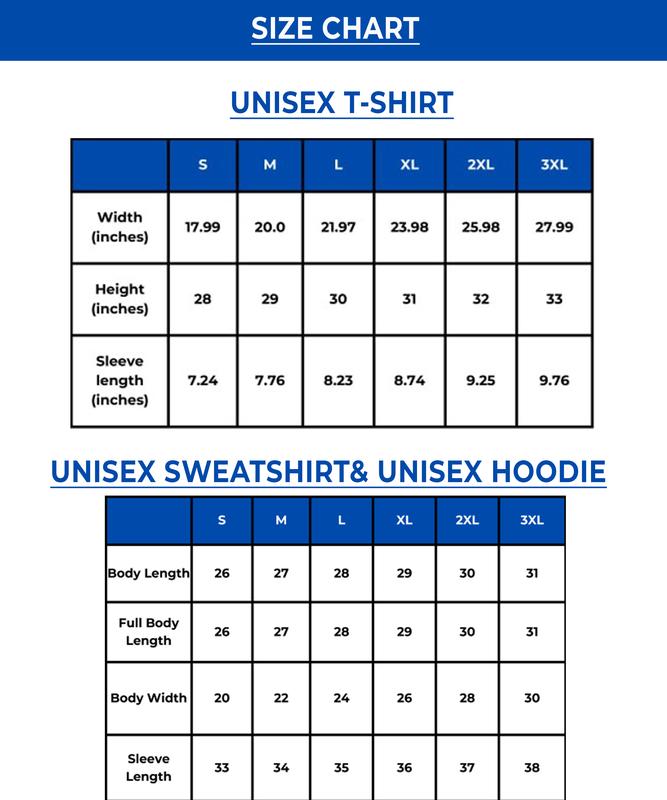 SIZE CHART
UNISEX T-SHIRT
S M L XL 2XL 3XL
Width
(inches) 17.99 20.0 21.97 23.98 25.98 27.99
Height
(inches) 28 29 30 31 32 33
Sleeve
length
(inches) 7.24 7.76 8.23 8.74 9.25 9.76
UNISEX SWEATSHIRT& UNISEX HOODIE
S M L XL 2XL 3XL
Body Length 26 27 28 29 30 31
Full Body
Length 26 27 28 29 30 31
Body Width 20 22 24 26 28 30
Sleeve
Length 33 34 35 36 37 38